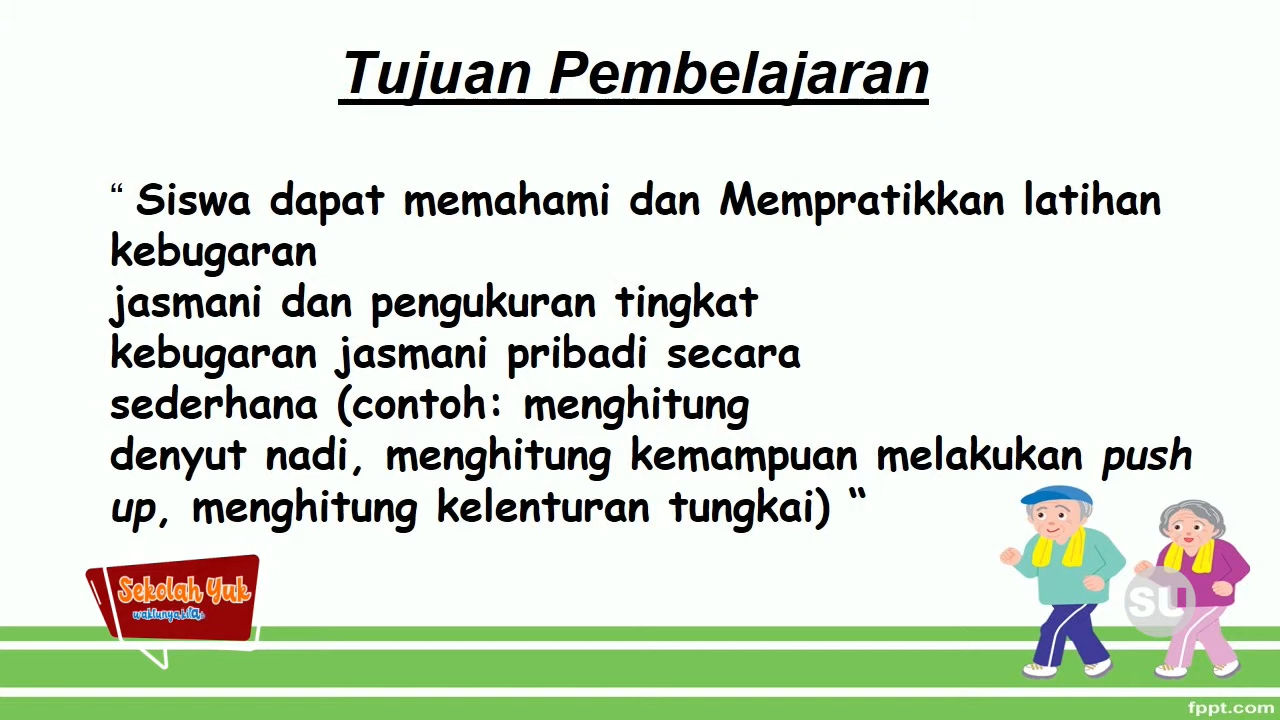 Tujuan Pembelajaran
“ Siswa dapat memahami dan Mempratikkan latihan
kebugaran
jasmani dan pengukuran tingkat
kebugaran jasmani pribadi secara
sederhana (contoh: menghitung
denyut nadi, menghitung kemampuan melakukan push
up, menghitung kelenturan tungkai) “
Sekolah Yuk
SU
fppt.com